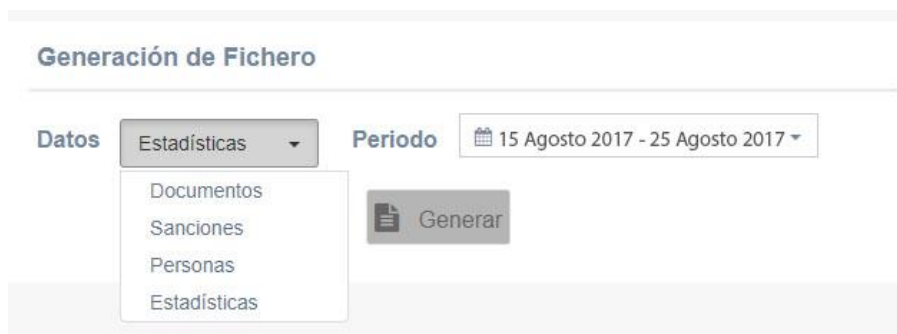 Generación de Fichero
Datos Estadísticas Periodo 15 Agosto 2017 - 25 Agosto 2017
Documentos
Sanciones
Generar
Personas
Estadísticas